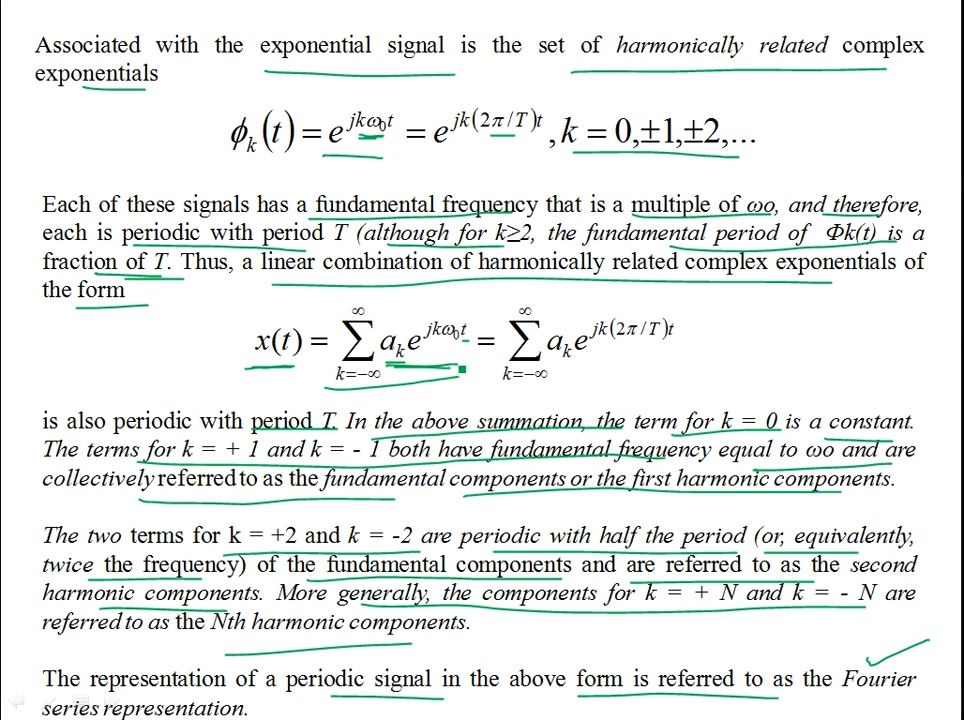 Associated with the exponential signal is the set of harmonically related complex
exponentials
ϕₖ(t) = e^{jkω₀t} = e^{jk(2π/T)t}, k = 0,±1,±2,...
Each of these signals has a fundamental frequency that is a multiple of ωo, and therefore,
each is periodic with period T (although for k≥2, the fundamental period of Φk(t) is a
fraction of T. Thus, a linear combination of harmonically related complex exponentials of
the form
x(t) = ∑_{k=-∞}^{∞} aₖe^{jkω₀t} = ∑_{k=-∞}^{∞} aₖe^{jk(2π/T)t}
is also periodic with period T. In the above summation, the term for k = 0 is a constant.
The terms for k = + 1 and k = - 1 both have fundamental frequency equal to ωo and are
collectively referred to as the fundamental components or the first harmonic components.
The two terms for k = +2 and k = -2 are periodic with half the period (or, equivalently,
twice the frequency) of the fundamental components and are referred to as the second
harmonic components. More generally, the components for k = + N and k = - N are
referred to as the Nth harmonic components.
The representation of a periodic signal in the above form is referred to as the Fourier
series representation.